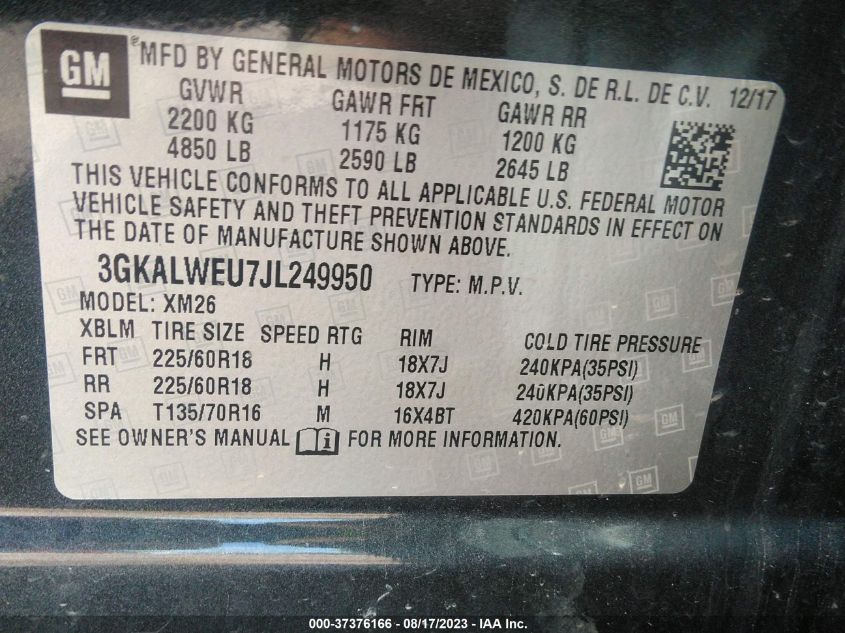 GM ® MFD BY GENERAL MOTORS DE MEXICO, S. DE R.L. DE C.V. 12/17
GVWR GAWR FRT GAWR RR
2200 KG 1175 KG 1200 KG
4850 LB 2590 LB 2645 LB
THIS VEHICLE CONFORMS TO ALL APPLICABLE U.S. FEDERAL MOTOR
VEHICLE SAFETY AND THEFT PREVENTION STANDARDS IN EFFECT ON
THE DATE OF MANUFACTURE SHOWN ABOVE.
3GKALWEU7JL249950 TYPE: M.P.V.
MODEL: XM26
XBLM TIRE SIZE SPEED RTG RIM COLD TIRE PRESSURE
FRT 225/60R18 H 18X7J 240KPA(35PSI)
RR 225/60R18 H 18X7J 240KPA(35PSI)
SPA T135/70R16 M 16X4BT 420KPA(60PSI)
SEE OWNER'S MANUAL i FOR MORE INFORMATION.
000-37376166 - 08/17/2023 - IAA Inc.